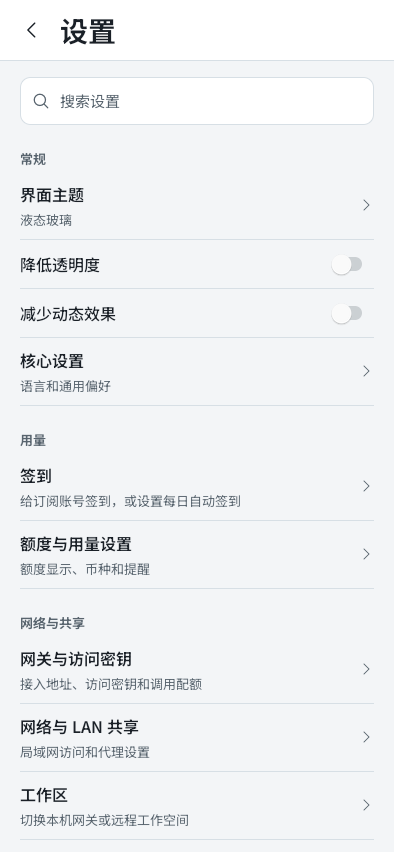 设置
搜索设置
常规
界面主题
液态玻璃
降低透明度
减少动态效果
核心设置
语言和通用偏好
用量
签到
给订阅账号签到，或设置每日自动签到
额度与用量设置
额度显示、币种和提醒
网络与共享
网关与访问密钥
接入地址、访问密钥和调用配额
网络与 LAN 共享
局域网访问和代理设置
工作区
切换本机网关或远程工作空间